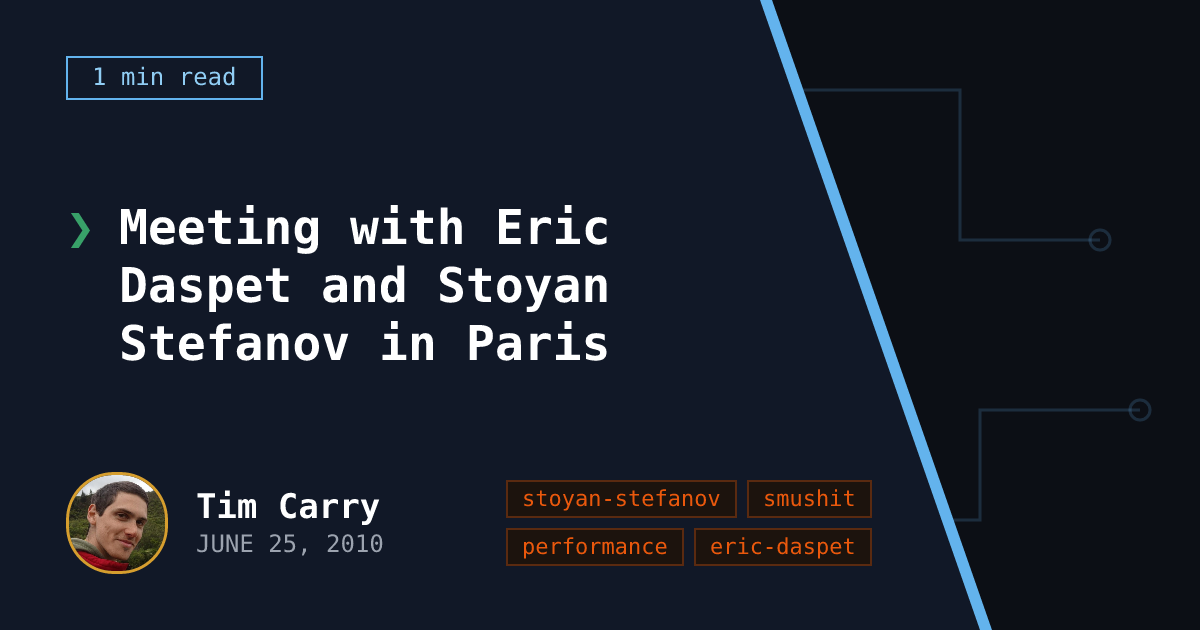 1 min read
❯ Meeting with Eric
Daspet and Stoyan
Stefanov in Paris
Tim Carry
JUNE 25, 2010
stoyan-stefanov smushit
performance eric-daspet